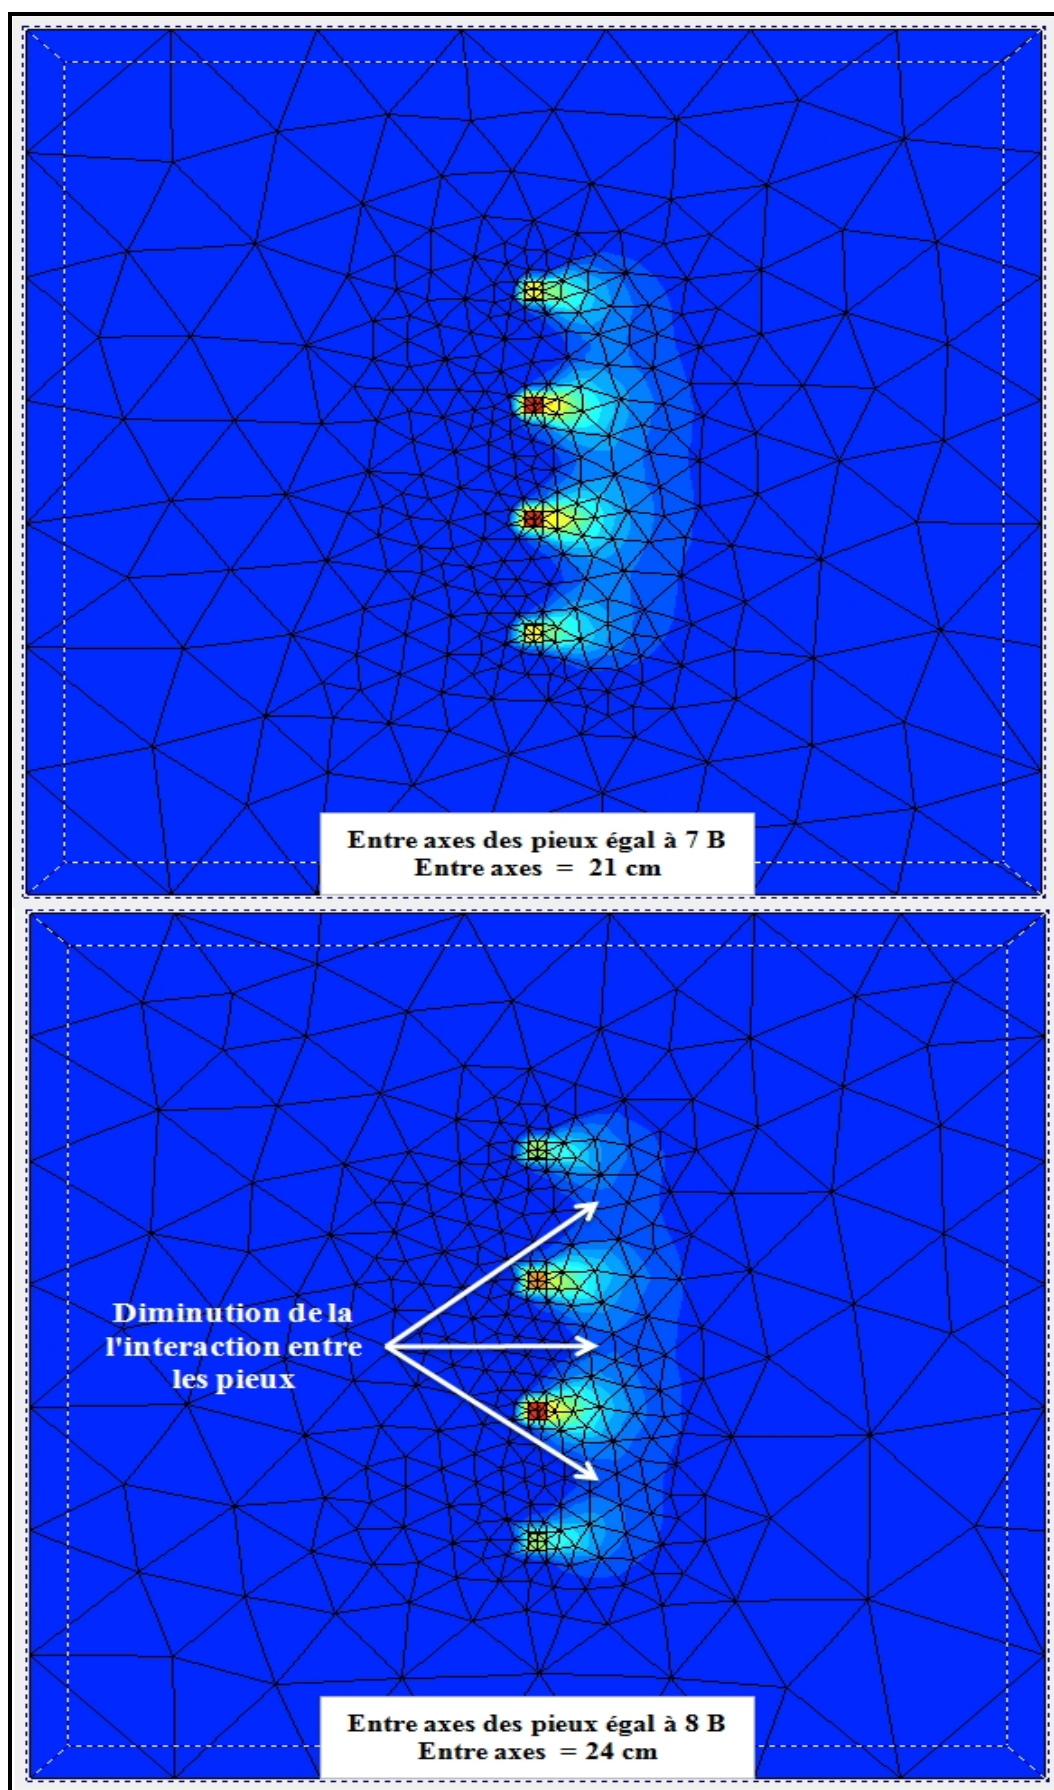 Entre axes des pieux égal à 7 B
Entre axes = 21 cm
Diminution de la
l'interaction entre
les pieux
Entre axes des pieux égal à 8 B
Entre axes = 24 cm